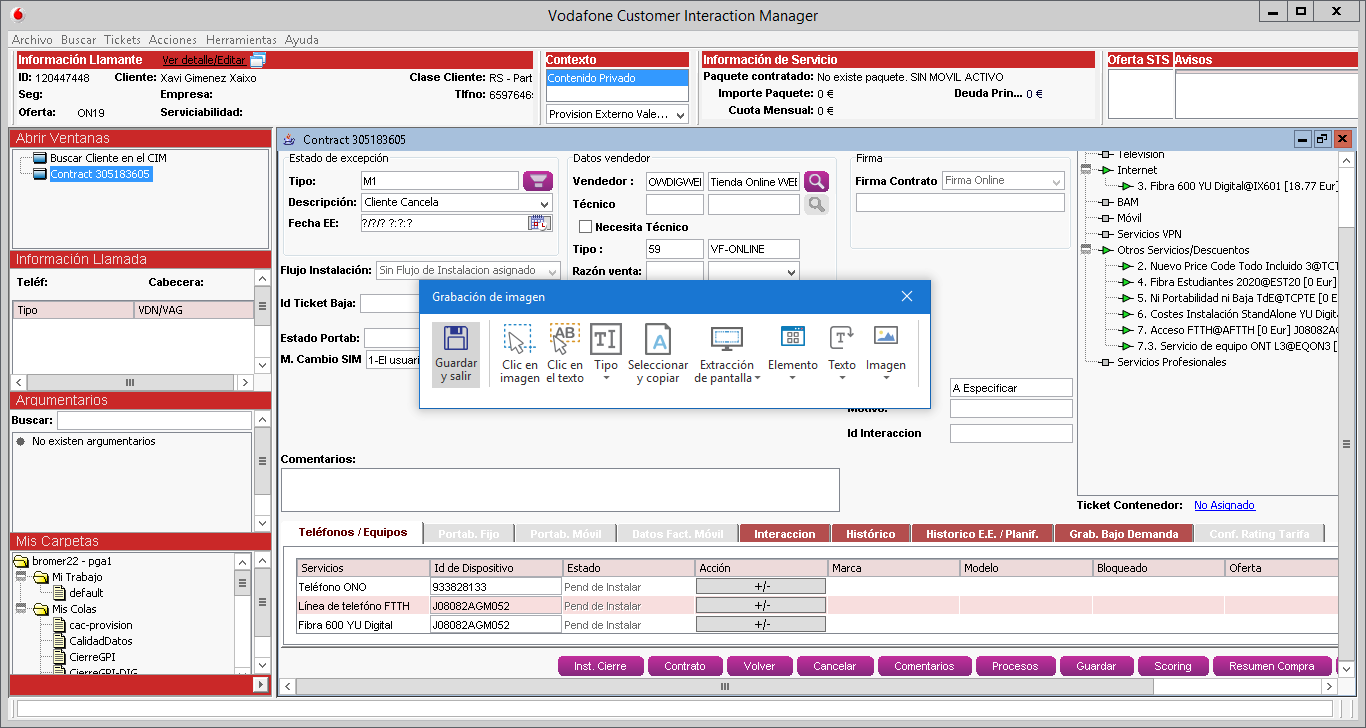 Vodafone Customer Interaction Manager
Archivo Buscar Tickets Acciones Herramientas Ayuda
Información Llamante Ver detalle/Editar
ID: 120447448 Cliente: Xavi Gimenez Xaixo Clase Cliente: RS - Part
Seg: Empresa: Tlfno: 6597646
Oferta: ON19 Serviciabilidad:
Contexto
Contenido Privado
Provision Externo Vale...
Información de Servicio
Paquete contratado: No existe paquete. SIN MOVIL ACTIVO
Importe Paquete: 0 € Deuda Prin... 0 €
Cuota Mensual: 0 €
Oferta STS Avisos
Abrir Ventanas
Buscar Cliente en el CIM
Contract 305183605
Información Llamada
Teléf: Cabecera:
Tipo VDN/VAG
Argumentarios
Buscar:
No existen argumentarios
Mis Carpetas
bromer22 - pga1
Mi Trabajo
default
Mis Colas
cac-provision
CalidadDatos
CierreGPI
CierreGPI-DIG
Contract 305183605
Estado de excepción
Tipo: M1
Descripción: Cliente Cancela
Fecha EE: ?/?/? ?:?:?
Flujo Instalación: Sin Flujo de Instalacion asignado
Id Ticket Baja:
Estado Portab:
M. Cambio SIM 1-El usuari
Datos vendedor
Vendedor : OWDIGWEI Tienda Online WEB
Técnico
Necesita Técnico
Tipo : 59 VF-ONLINE
Razón venta:
Firma
Firma Contrato Firma Online
Grabación de imagen
Guardar y salir
Clic en imagen
Clic en el texto
Tipo
Seleccionar y copiar
Extracción de pantalla
Elemento
Texto
Imagen
A Especificar
Motivo:
Id Interaccion
Comentarios:
Televisión
Internet
3. Fibra 600 YU Digital@IX601 [18.77 Eur]
BAM
Móvil
Servicios VPN
Otros Servicios/Descuentos
2. Nuevo Price Code Todo Incluido 3@TCT
4. Fibra Estudiantes 2020@EST20 [0 Eur]
5. Ni Portabilidad ni Baja TdE@TCPTE [0 E
6. Costes Instalación StandAlone YU Digit
7. Acceso FTTH@AFTTH [0 Eur] J08082AG
7.3. Servicio de equipo ONT L3@EQON3 [
Servicios Profesionales
Ticket Contenedor: No Asignado
Teléfonos / Equipos Portab. Fijo Portab. Móvil Datos Fact. Móvil Interaccion Histórico Historico E.E. / Planif. Grab. Bajo Demanda Conf. Rating Tarifa
Servicios Id de Dispositivo Estado Acción Marca Modelo Bloqueado Oferta
Teléfono ONO 933828133 Pend de Instalar +/-
Línea de telefóno FTTH J08082AGM052 Pend de Instalar +/-
Fibra 600 YU Digital J08082AGM052 Pend de Instalar +/-
Inst. Cierre Contrato Volver Cancelar Comentarios Procesos Guardar Scoring Resumen Compra